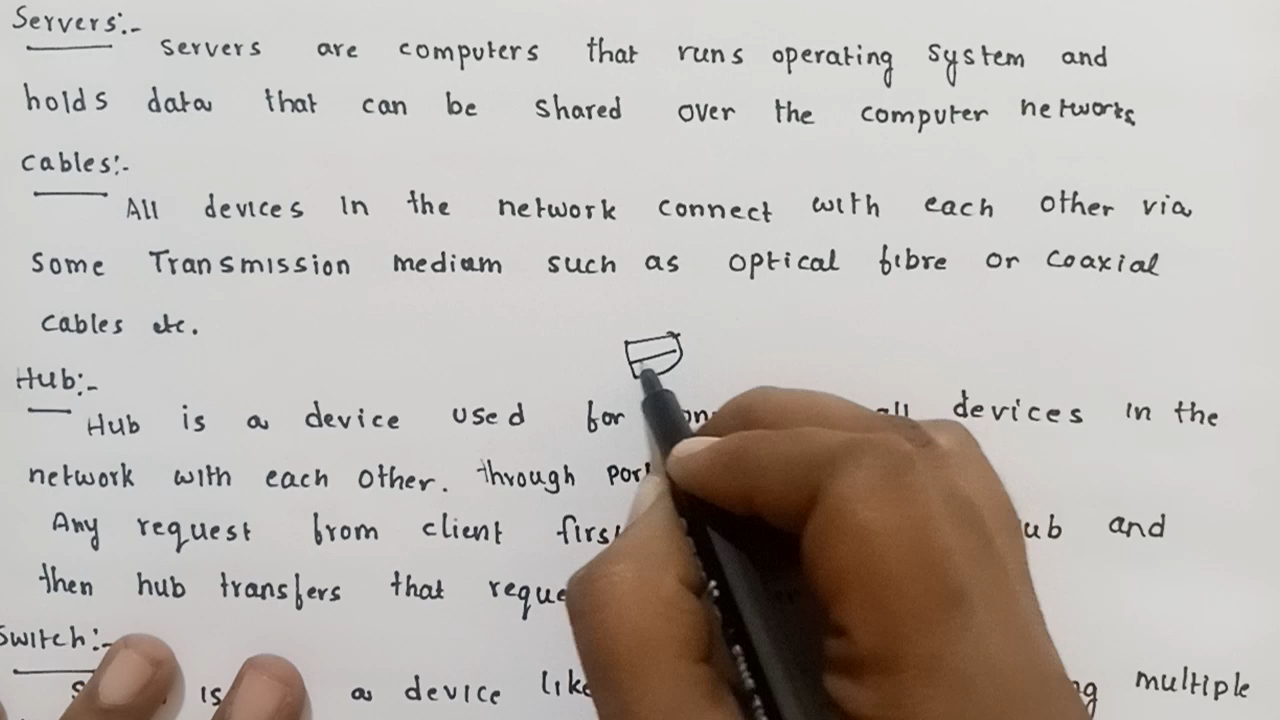 Servers:-
servers are computers that runs operating system and
holds data that can be shared over the computer networks
cables:-
All devices in the network connect with each other via
some Transmission medium such as optical fibre or coaxial
cables etc.
Hub:-
Hub is a device used for all devices in the
network with each other. through
Any request from client and
then hub transfers that
Switch:-
is a device multiple